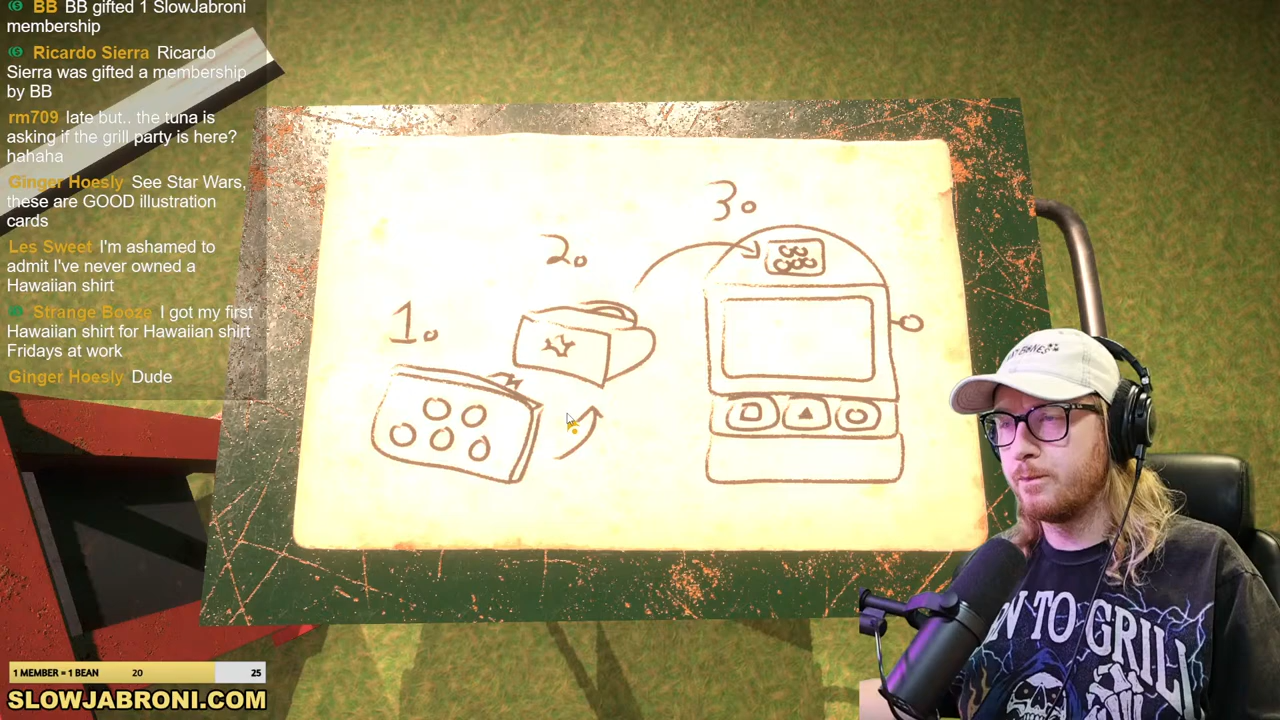 BB BB gifted 1 SlowJabroni
membership
Ricardo Sierra Ricardo
Sierra was gifted a membership
by BB
rm709 late but.. the tuna is
asking if the grill party is here?
hahaha
Ginger Hoesly See Star Wars,
these are GOOD illustration
cards
Les Sweet I'm ashamed to
admit I've never owned a
Hawaiian shirt
Strange Booze I got my first
Hawaiian shirt for Hawaiian shirt
Fridays at work
Ginger Hoesly Dude
1.
2.
3.
TO GRILL
1 MEMBER = 1 BEAN 20 25
SLOWJABRONI.COM